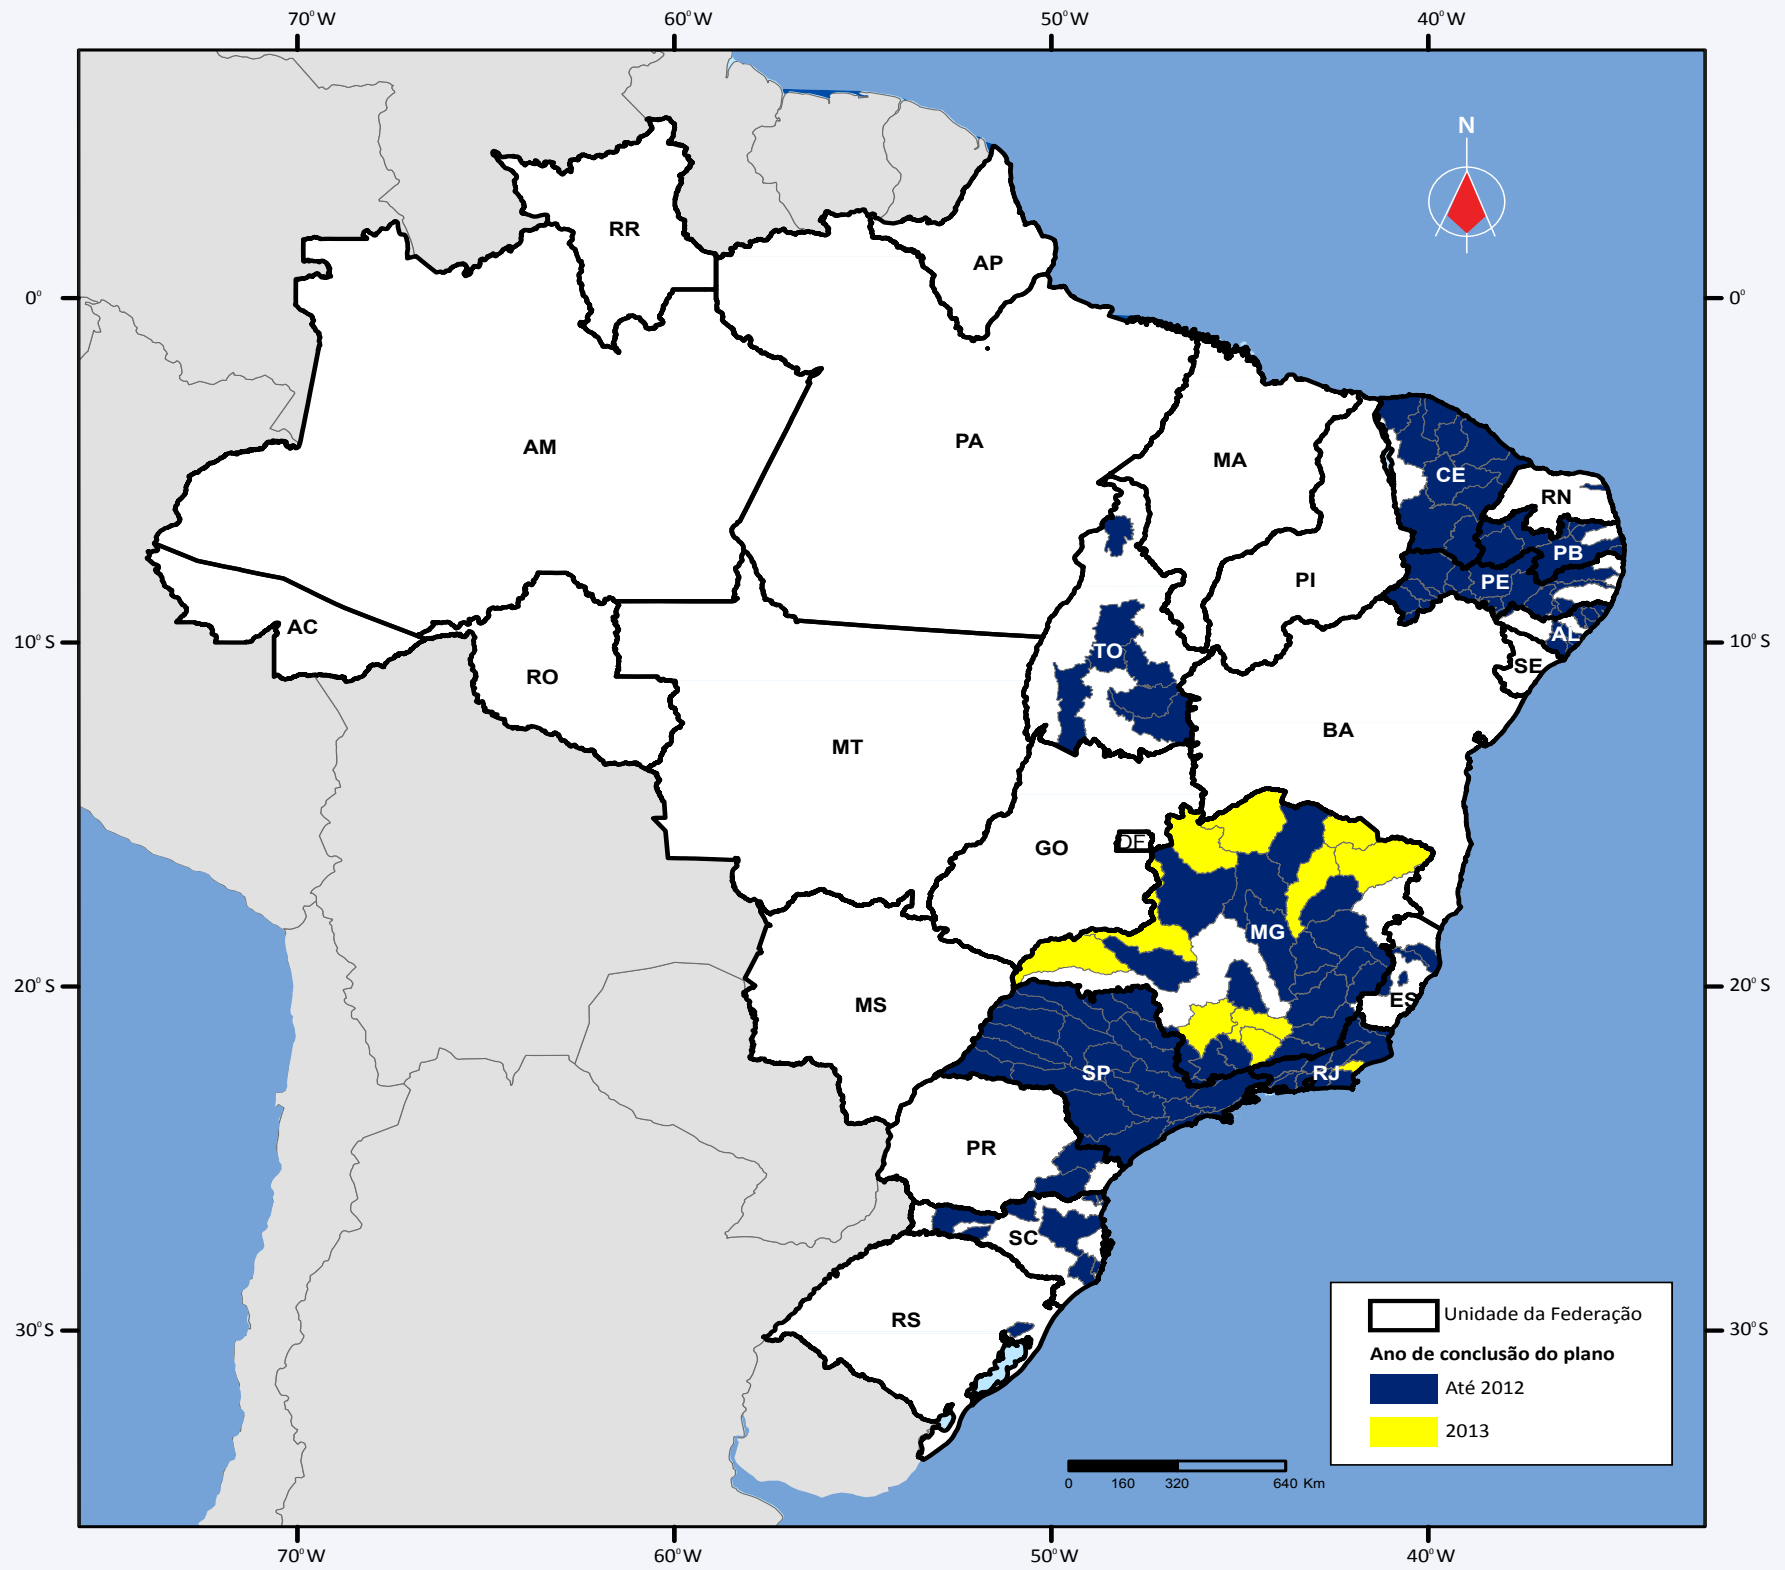 70°W 60°W 50°W 40°W
N
RR
AP
0° 0°
AM
PA
MA
CE
RN
PB
PI
PE
AC
AL
10°S 10°S
TO
SE
RO
BA
MT
DF
GO
MG
20°S 20°S
MS
ES
SP
RJ
PR
SC
RS
30°S 30°S
Unidade da Federação
Ano de conclusão do plano
Até 2012
2013
0 160 320 640 Km
70°W 60°W 50°W 40°W